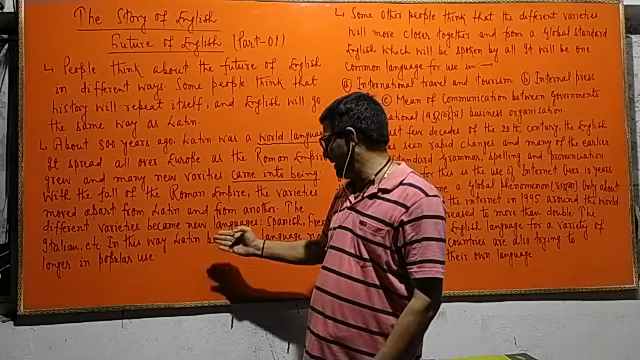 The Story of English
Future of English (Part-01)
↳ People think about the future of English
in different ways. Some people think that
history will repeat itself, and English will go
the same way as Latin.
↳ About 500 years ago, Latin was a world language
It spread all over Europe as the Roman Empire
grew and many new varities came into being.
With the fall of the Roman Empire, the varieties
moved apart from Latin and from another. The
different varieties became new languages: Spanish,
Italian, etc In this way Latin language no
longer in popular use
↳ Some other people think that the different varieties
will move closer together and from a Global standard
English which will be spoken by all. It will be one
common language for use in :—
(a) International travel and tourism (b) Internal press
(c) Mean of Communication between Governments
business organisation
few decades of the 20th century, the English
seen rapid changes and many of the earlier
standard Grammar, spelling and pronunciation
for this is the use of Internet over 10 years
a Global phenomenon Only about
the internet in 1995 around the world
to more than double The
English language for a variety of
countries are also trying to
their own language